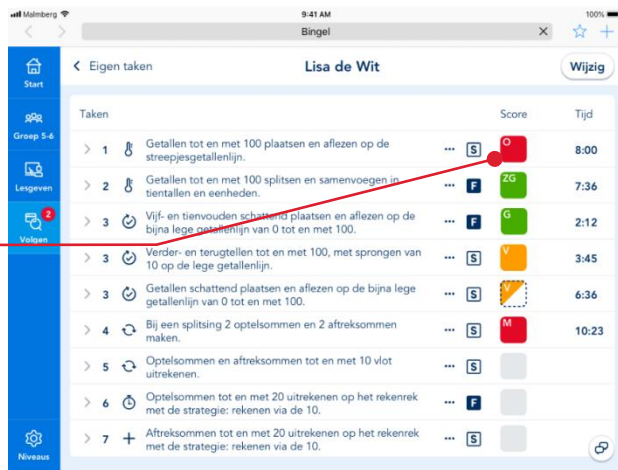 Malmberg 9:41 AM 100%
Bingel
Start
Groep 5-6
Lesgeven
Volgen 2
Niveaus
Eigen taken Lisa de Wit Wijzig
Taken Score Tijd
1 Getallen tot en met 100 plaatsen en aflezen op de
streepjesgetallenlijn. ... S O 8:00
2 Getallen tot en met 100 splitsen en samenvoegen in
tientallen en eenheden. ... F ZG 7:36
3 Vijf- en tienvouden schattend plaatsen en aflezen op de
bijna lege getallenlijn van 0 tot en met 100. ... F G 2:12
3 Verder- en terugtellen tot en met 100, met sprongen van
10 op de lege getallenlijn. ... S V 3:45
3 Getallen schattend plaatsen en aflezen op de bijna lege
getallenlijn van 0 tot en met 100. ... S V 6:36
4 Bij een splitsing 2 optelsommen en 2 aftreksommen
maken. ... S M 10:23
5 Optelsommen en aftreksommen tot en met 10 vlot
uitrekenen. ... S
6 Optelsommen tot en met 20 uitrekenen op het rekenrek
met de strategie: rekenen via de 10. ... F
7 Aftreksommen tot en met 20 uitrekenen op het rekenrek
met de strategie: rekenen via de 10. ... S